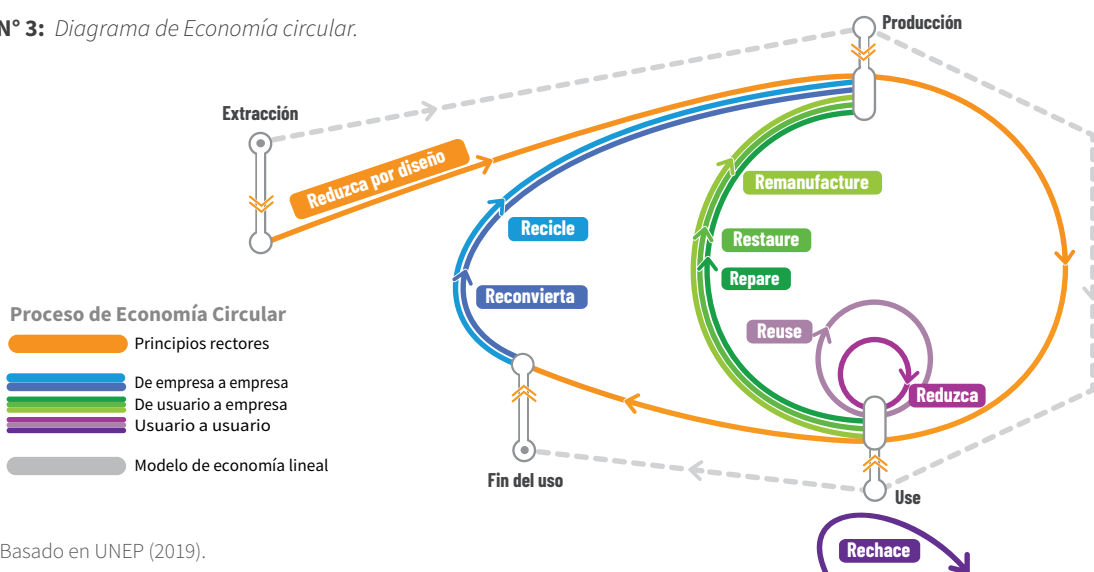 N° 3: Diagrama de Economía circular.
Producción
Extracción
Reduzca por diseño
Remanufacture
Recicle
Restaure
Repare
Reconvierta
Proceso de Economía Circular
Principios rectores
Reuse
De empresa a empresa
Reduzca
De usuario a empresa
Usuario a usuario
Modelo de economía lineal
Fin del uso
Use
Rechace
Basado en UNEP (2019).